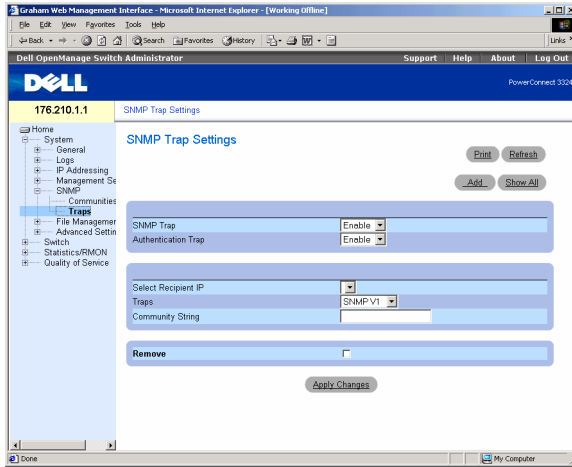 Graham Web Management Interface - Microsoft Internet Explorer - [Working Offline]
File Edit View Favorites Tools Help
Back Search Favorites History Links
Dell OpenManage Switch Administrator Support Help About Log Out
DELL PowerConnect 3324
176.210.1.1 SNMP Trap Settings
Home
System
General
Logs
IP Addressing
Management Se
SNMP
Communities
Traps
File Managemer
Advanced Settin
Switch
Statistics/RMON
Quality of Service
SNMP Trap Settings
Print Refresh
Add Show All
SNMP Trap Enable
Authentication Trap Enable
Select Recipient IP
Traps SNMP V1
Community String
Remove
Apply Changes
Done My Computer